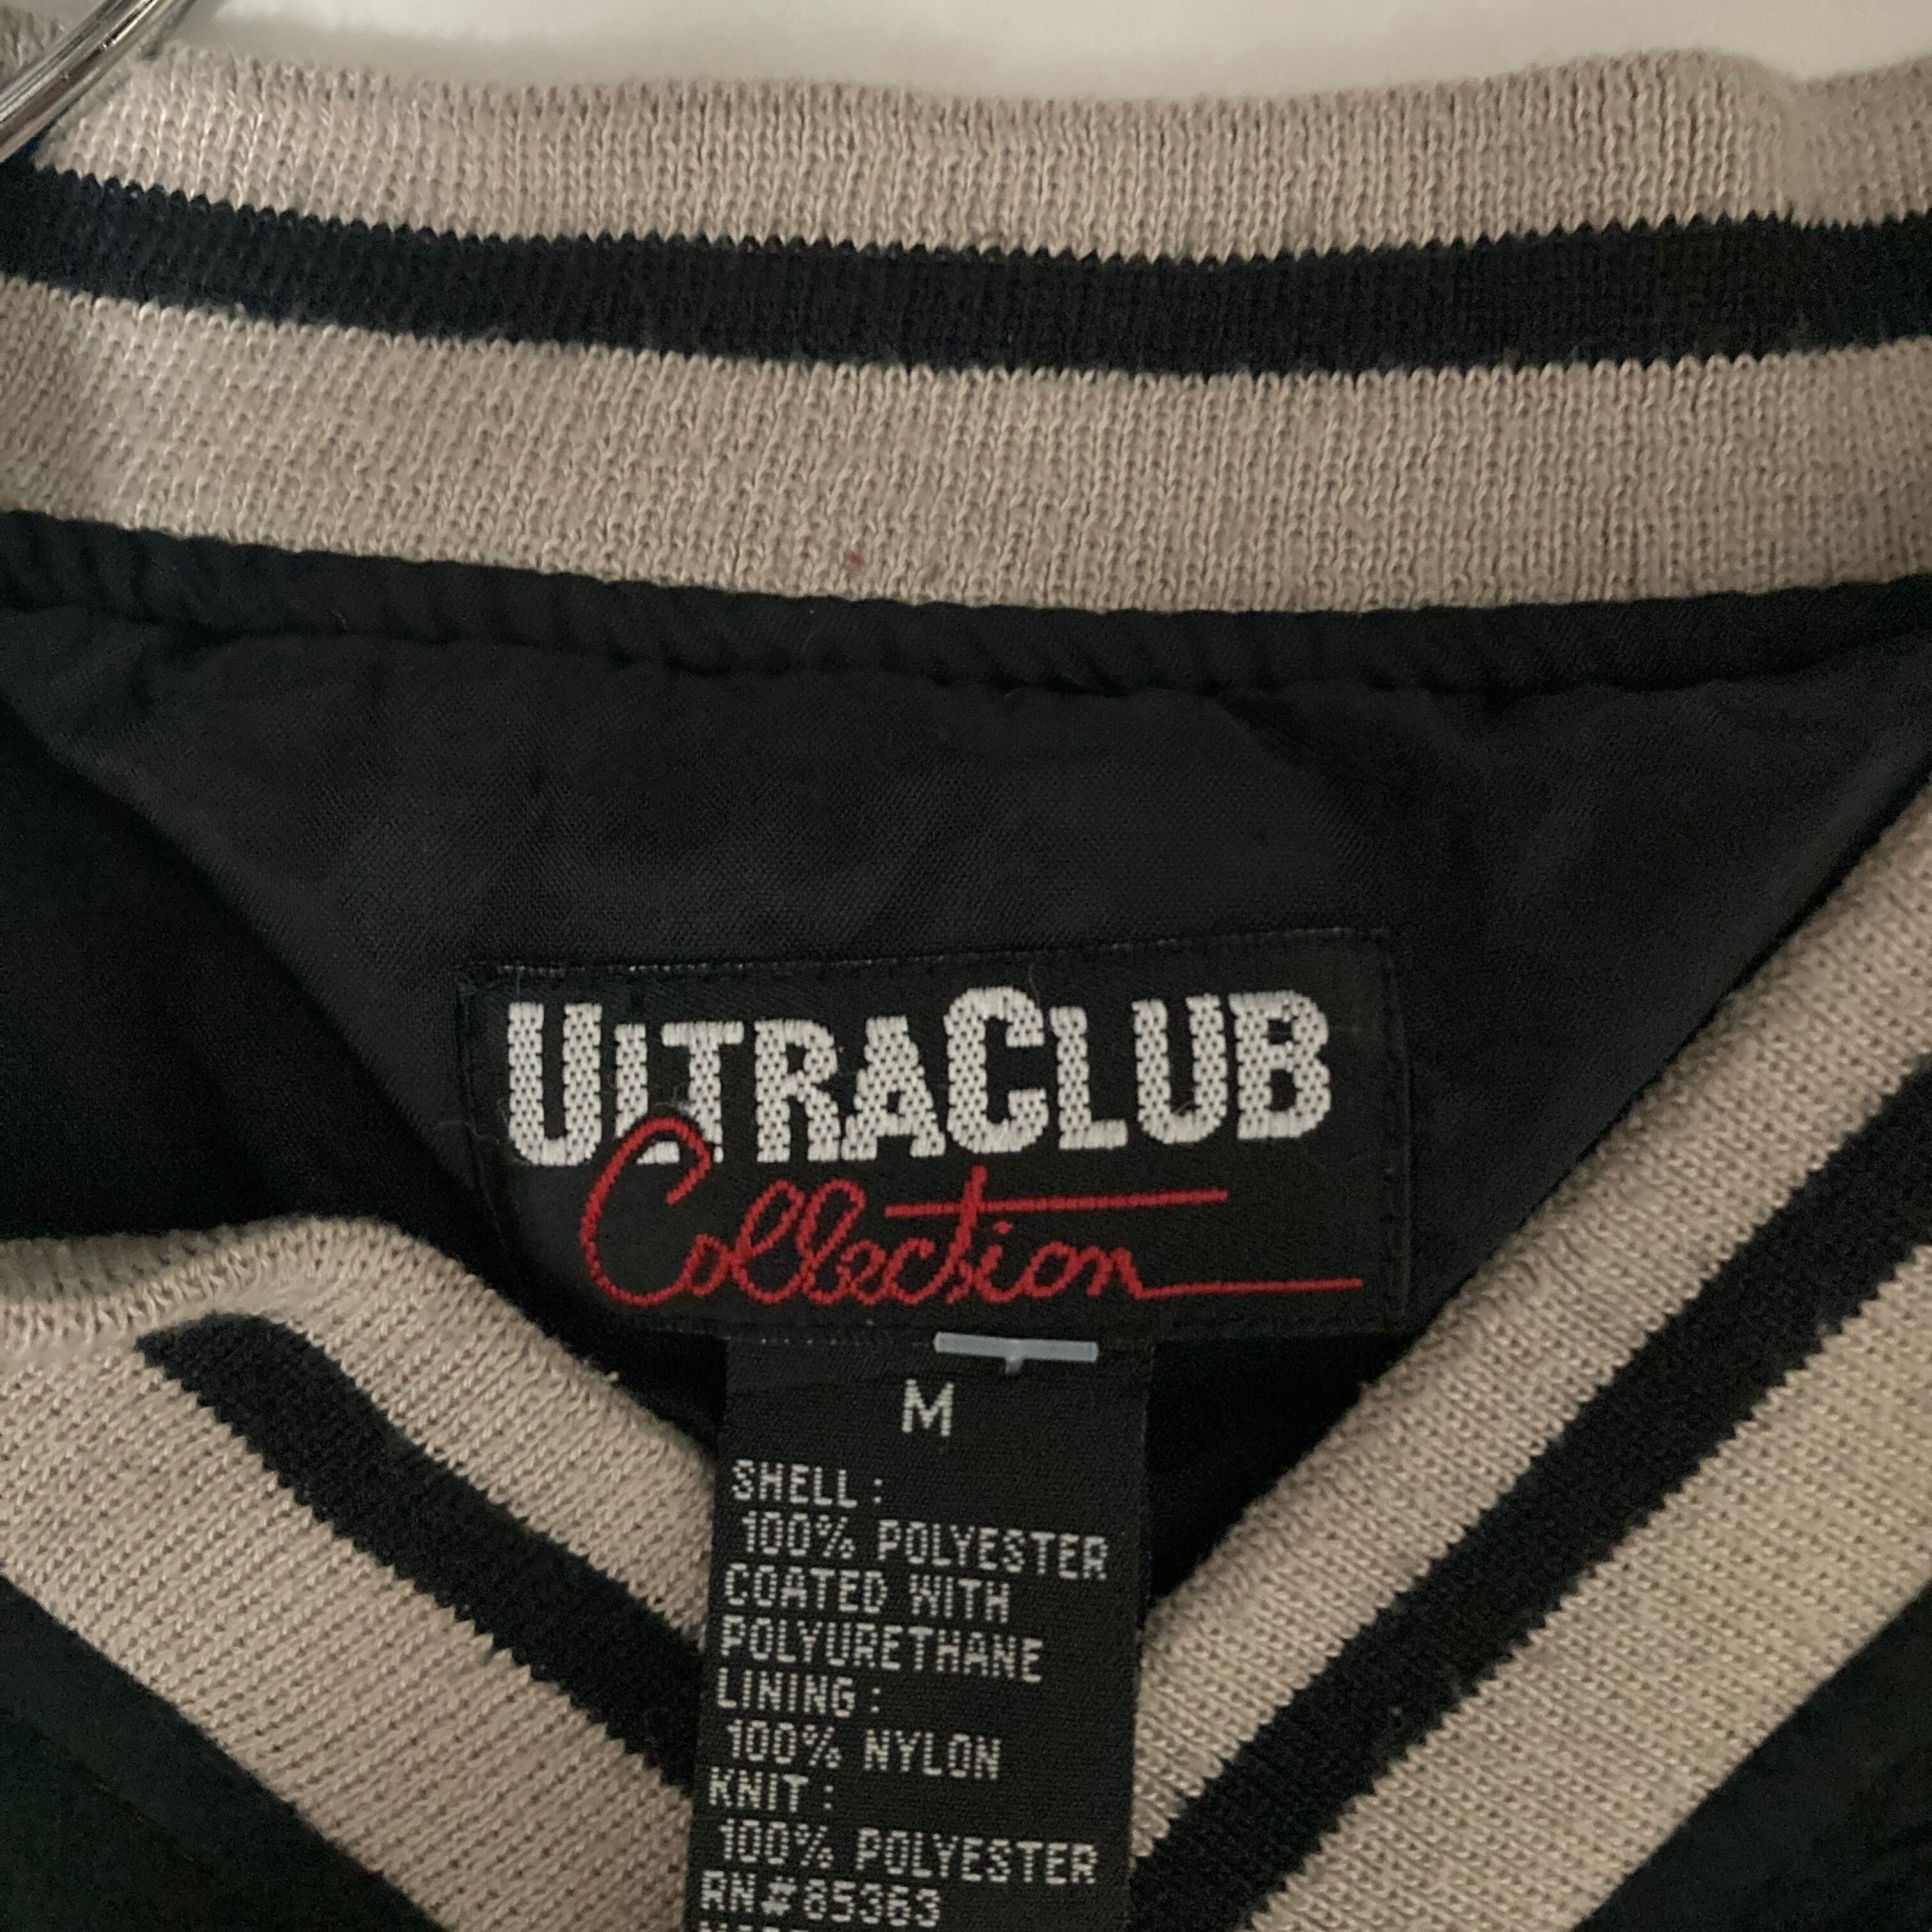 ULTRACLUB
Collection
M
SHELL:
100% POLYESTER
COATED WITH
POLYURETHANE
LINING:
100% NYLON
KNIT:
100% POLYESTER
RN#85363